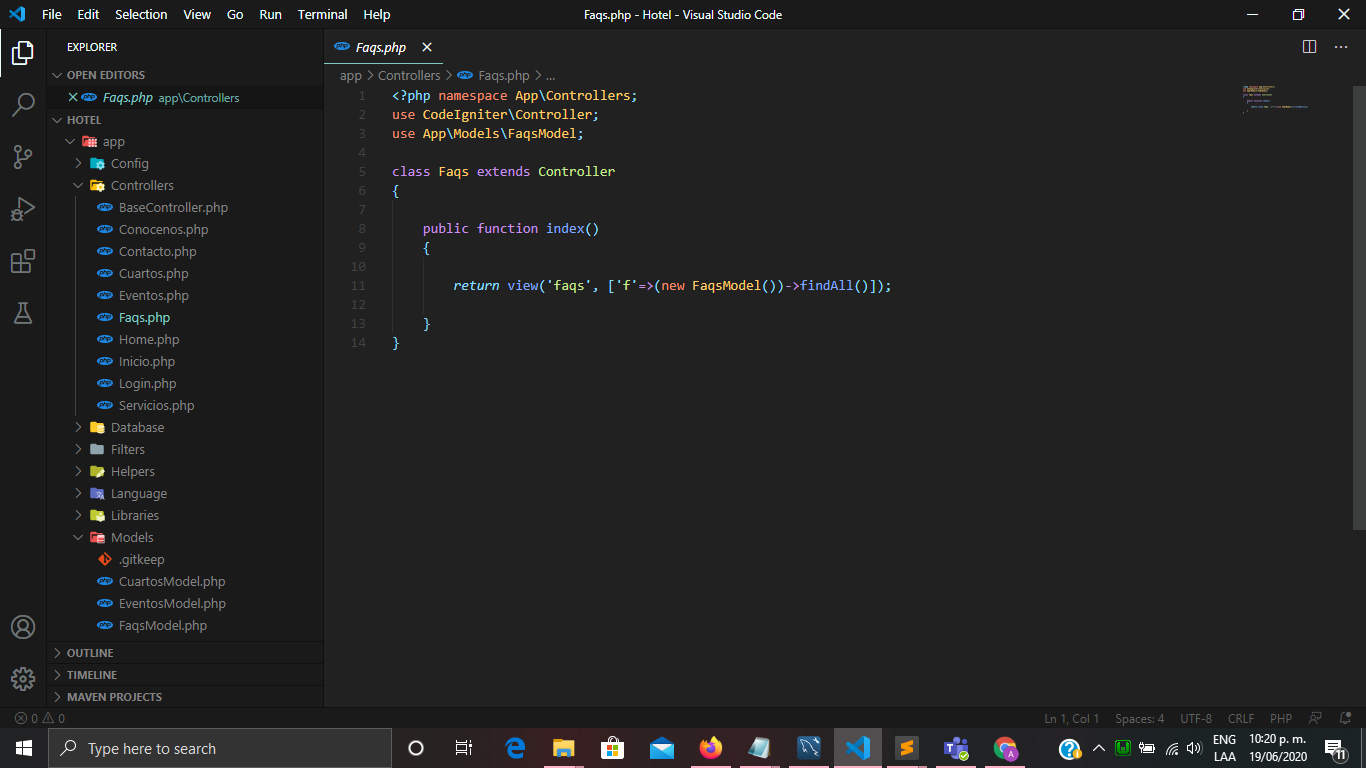 File Edit Selection View Go Run Terminal Help
Faqs.php - Hotel - Visual Studio Code
EXPLORER
OPEN EDITORS
Faqs.php app\Controllers
HOTEL
app
Config
Controllers
BaseController.php
Conocenos.php
Contacto.php
Cuartos.php
Eventos.php
Faqs.php
Home.php
Inicio.php
Login.php
Servicios.php
Database
Filters
Helpers
Language
Libraries
Models
.gitkeep
CuartosModel.php
EventosModel.php
FaqsModel.php
OUTLINE
TIMELINE
MAVEN PROJECTS
Faqs.php
app > Controllers > Faqs.php > ...
1 <?php namespace App\Controllers;
2 use CodeIgniter\Controller;
3 use App\Models\FaqsModel;
4
5 class Faqs extends Controller
6 {
7
8 public function index()
9 {
10
11 return view('faqs', ['f'=>(new FaqsModel())->findAll()]);
12
13 }
14 }
0 0
Ln 1, Col 1 Spaces: 4 UTF-8 CRLF PHP
Type here to search
ENG
LAA
10:20 p. m.
19/06/2020
11